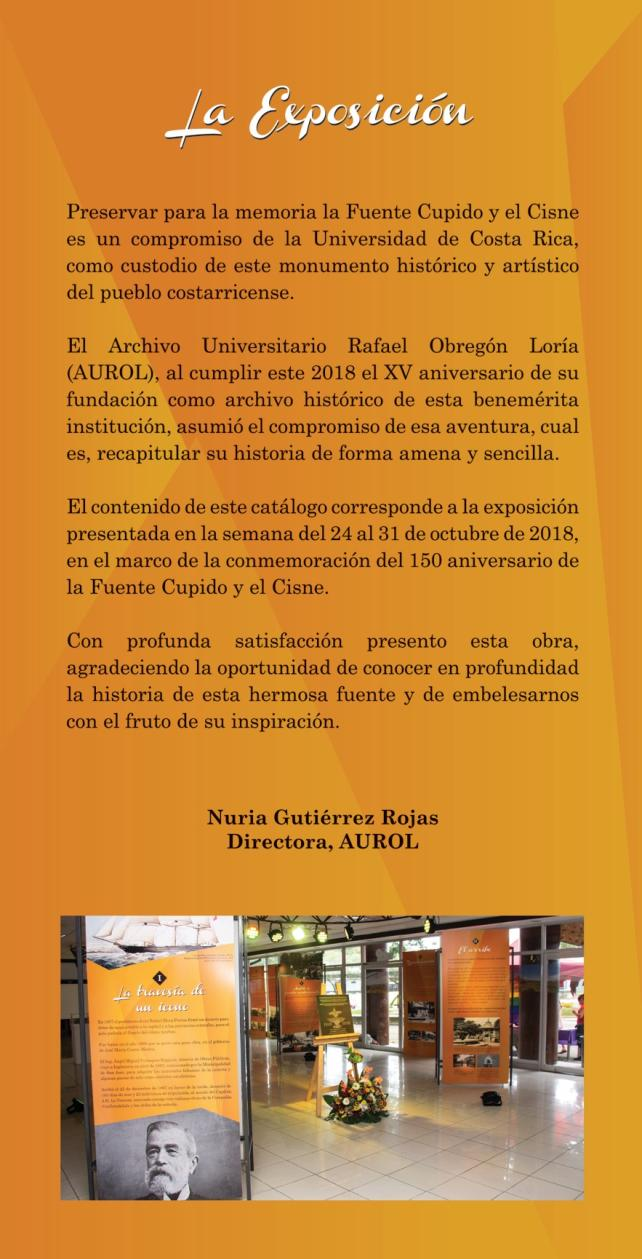 La Exposición
Preservar para la memoria la Fuente Cupido y el Cisne
es un compromiso de la Universidad de Costa Rica,
como custodio de este monumento histórico y artístico
del pueblo costarricense.
El Archivo Universitario Rafael Obregón Loría
(AUROL), al cumplir este 2018 el XV aniversario de su
fundación como archivo histórico de esta benemérita
institución, asumió el compromiso de esa aventura, cual
es, recapitular su historia de forma amena y sencilla.
El contenido de este catálogo corresponde a la exposición
presentada en la semana del 24 al 31 de octubre de 2018,
en el marco de la conmemoración del 150 aniversario de
la Fuente Cupido y el Cisne.
Con profunda satisfacción presento esta obra,
agradeciendo la oportunidad de conocer en profundidad
la historia de esta hermosa fuente y de embelesarnos
con el fruto de su inspiración.
Nuria Gutiérrez Rojas
Directora, AUROL
I
La travesía de
un ícono
El arribo